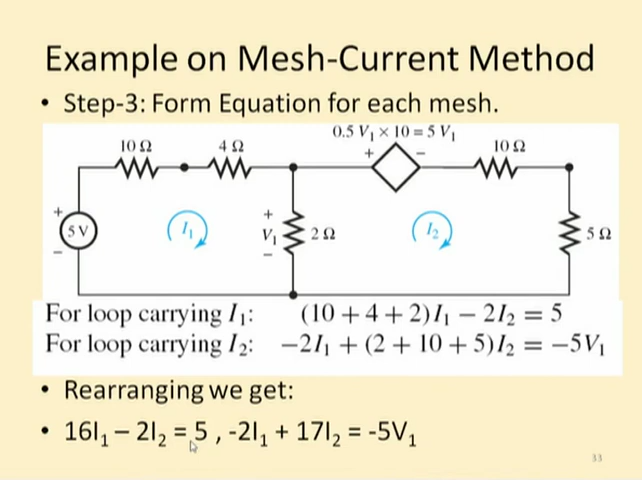 Example on Mesh-Current Method
• Step-3: Form Equation for each mesh.
0.5 V₁ × 10 = 5 V₁
10 Ω 4 Ω + − 10 Ω
+ 5 V − I₁ + V₁ − 2 Ω I₂ 5 Ω
For loop carrying I₁: (10 + 4 + 2)I₁ − 2I₂ = 5
For loop carrying I₂: −2I₁ + (2 + 10 + 5)I₂ = −5V₁
• Rearranging we get:
• 16I₁ – 2I₂ = 5 , -2I₁ + 17I₂ = -5V₁
33